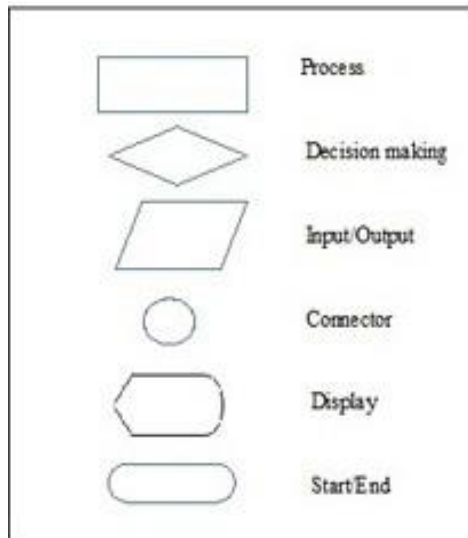 Process
Decision making
Input/Output
Connector
Display
Start/End